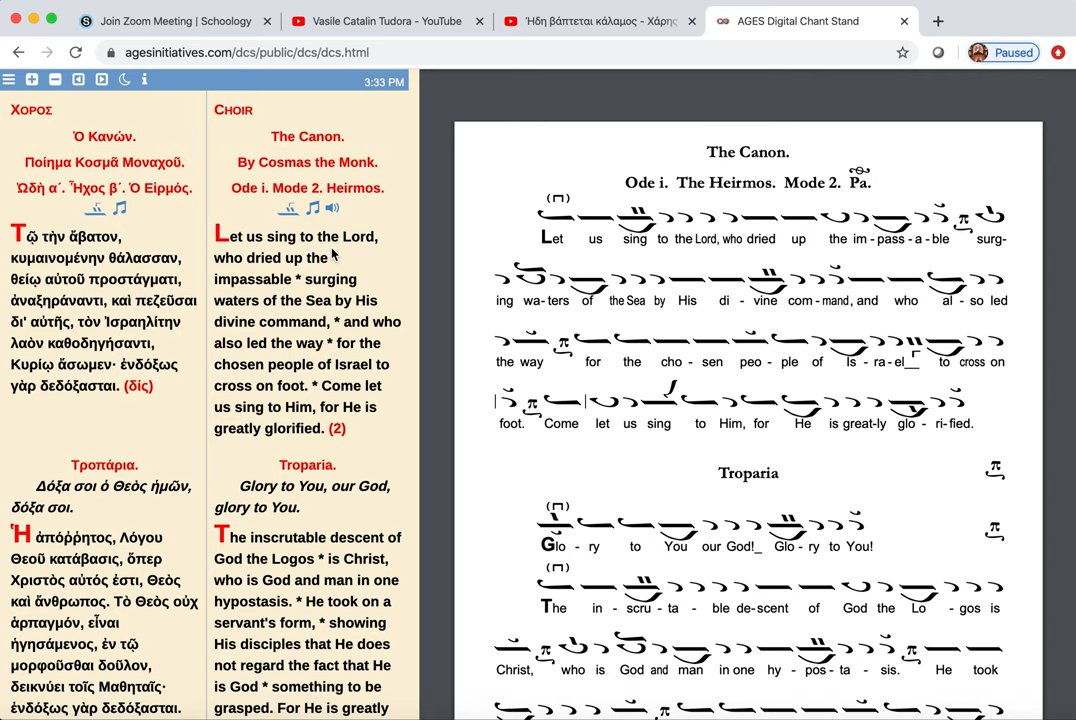 Join Zoom Meeting | Schoology
Vasile Catalin Tudora - YouTube
Ἤδη βάπτεται κάλαμος - Χάρης
AGES Digital Chant Stand
agesinitiatives.com/dcs/public/dcs/dcs.html
Paused
3:33 PM
ΧΟΡΟΣ
Ὁ Κανών.
Ποίημα Κοσμᾶ Μοναχοῦ.
ᾨδὴ α´. Ἦχος β´. Ὁ Εἱρμός.
Τῷ τὴν ἄβατον,
κυμαινομένην θάλασσαν,
θείῳ αὐτοῦ προστάγματι,
ἀναξηράναντι, καὶ πεζεῦσαι
δι' αὐτῆς, τὸν Ἰσραηλίτην
λαὸν καθοδηγήσαντι,
Κυρίῳ ᾄσωμεν· ἐνδόξως
γὰρ δεδόξασται. (δίς)
Τροπάρια.
Δόξα σοι ὁ Θεὸς ἡμῶν,
δόξα σοι.
Ἡ ἀπόῤῥητος, Λόγου
Θεοῦ κατάβασις, ὅπερ
Χριστὸς αὐτός ἐστι, Θεὸς
καὶ ἄνθρωπος. Τὸ Θεὸς οὐχ
ἁρπαγμόν, εἶναι
ἡγησάμενος, ἐν τῷ
μορφοῦσθαι δοῦλον,
δεικνύει τοῖς Μαθηταῖς·
ἐνδόξως γὰρ δεδόξασται.
CHOIR
The Canon.
By Cosmas the Monk.
Ode i. Mode 2. Heirmos.
Let us sing to the Lord,
who dried up the
impassable * surging
waters of the Sea by His
divine command, * and who
also led the way * for the
chosen people of Israel to
cross on foot. * Come let
us sing to Him, for He is
greatly glorified. (2)
Troparia.
Glory to You, our God,
glory to You.
The inscrutable descent of
God the Logos * is Christ,
who is God and man in one
hypostasis. * He took on a
servant's form, * showing
His disciples that He does
not regard the fact that He
is God * something to be
grasped. For He is greatly
The Canon.
Ode i. The Heirmos. Mode 2. Pa.
Let us sing to the Lord, who dried up the im - pass - a - ble surg-
ing wa - ters of the Sea by His di - vine com - mand, and who al - so led
the way for the cho - sen peo - ple of Is - ra - el__ to cross on
foot. Come let us sing to Him, for He is great-ly glo - ri - fied.
Troparia
Glo - ry to You our God!_ Glo - ry to You!
The in - scru - ta - ble de - scent of God the Lo - gos is
Christ, who is God and man in one hy - pos - ta - sis. He took